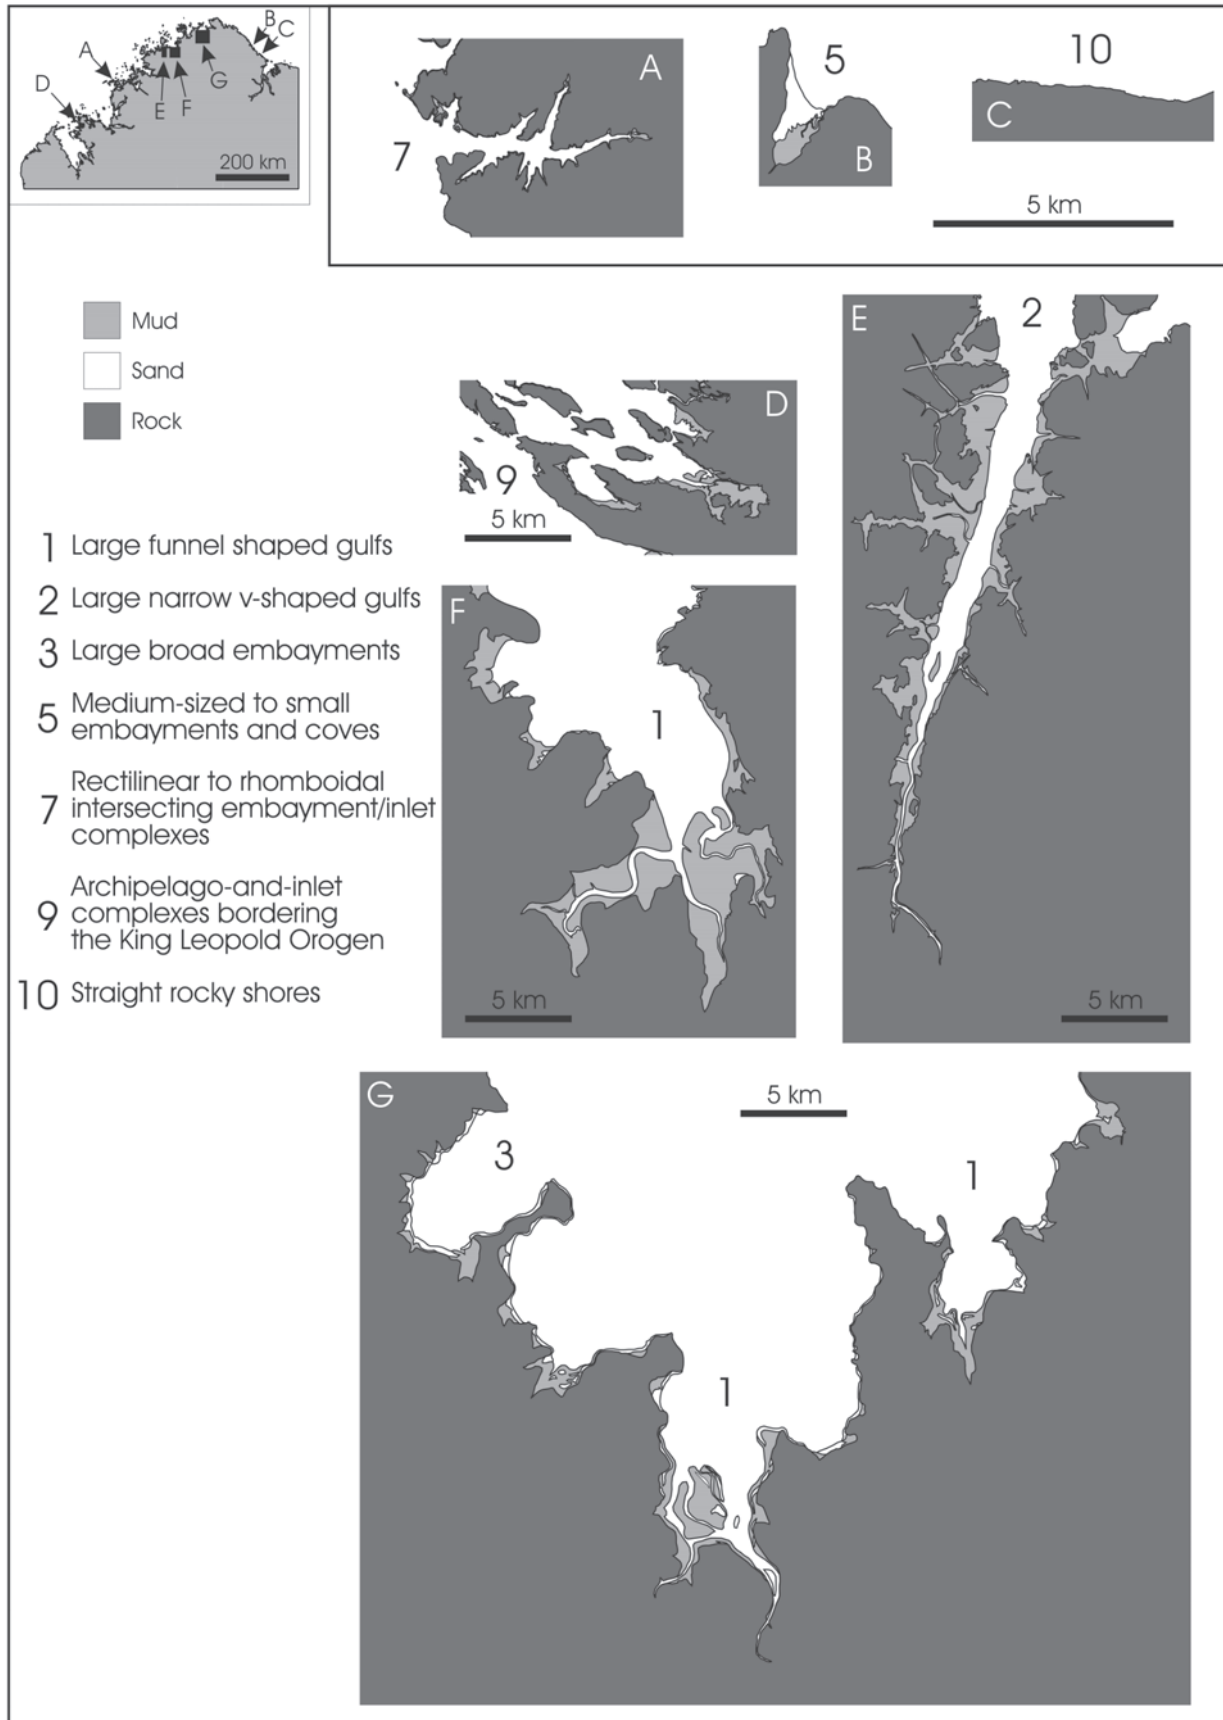 A
B
C
D
E
F
G
200 km
A
7
5
B
10
C
5 km
Mud
Sand
Rock
1 Large funnel shaped gulfs
2 Large narrow v-shaped gulfs
3 Large broad embayments
5 Medium-sized to small
embayments and coves
7 Rectilinear to rhomboidal
intersecting embayment/inlet
complexes
9 Archipelago-and-inlet
complexes bordering
the King Leopold Orogen
10 Straight rocky shores
D
9
5 km
E
2
5 km
F
1
5 km
G
5 km
3
1
1